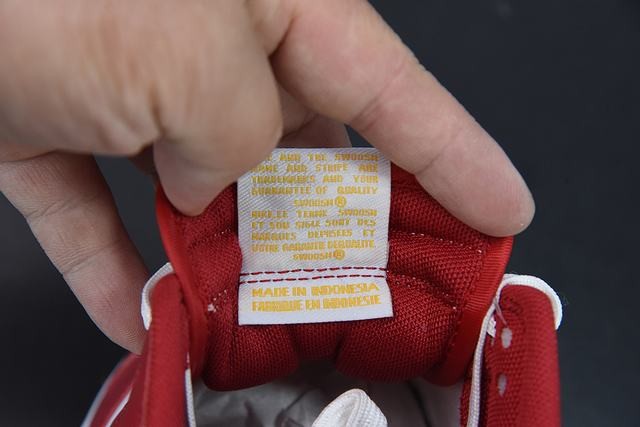 AND THE SWOOSH
NAME AND STRIPE ARE
TRADEMARKS AND YOUR
GUARANTEE OF QUALITY
SWOOSH®
TERME SWOOSH
ET SON SIGLE SONT DES
MARQUES DEPOSEES ET
VOTRE GARANTIE DEQUALITE.
SWOOSH®
MADE IN INDONESIA
FABRIQUE EN INDONESIE